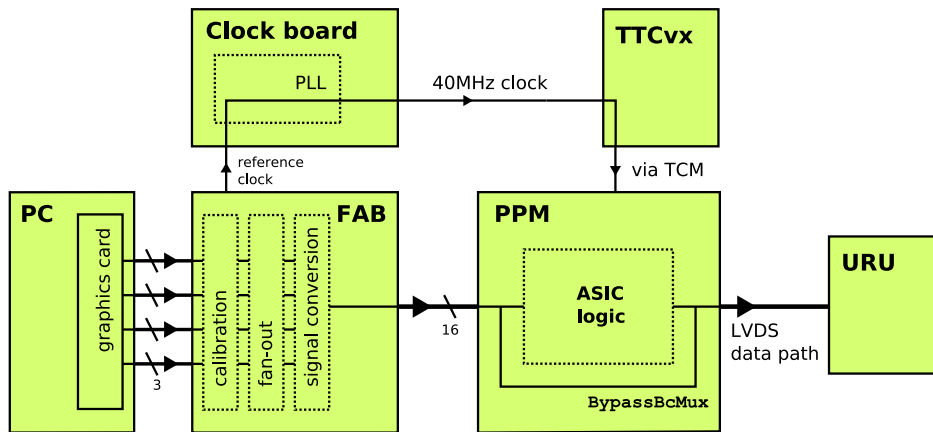 Clock board
PLL
TTCvx
40MHz clock
reference
clock
via TCM
PC
graphics card
3
FAB
calibration
fan-out
signal conversion
16
PPM
ASIC
logic
BypassBcMux
LVDS
data path
URU